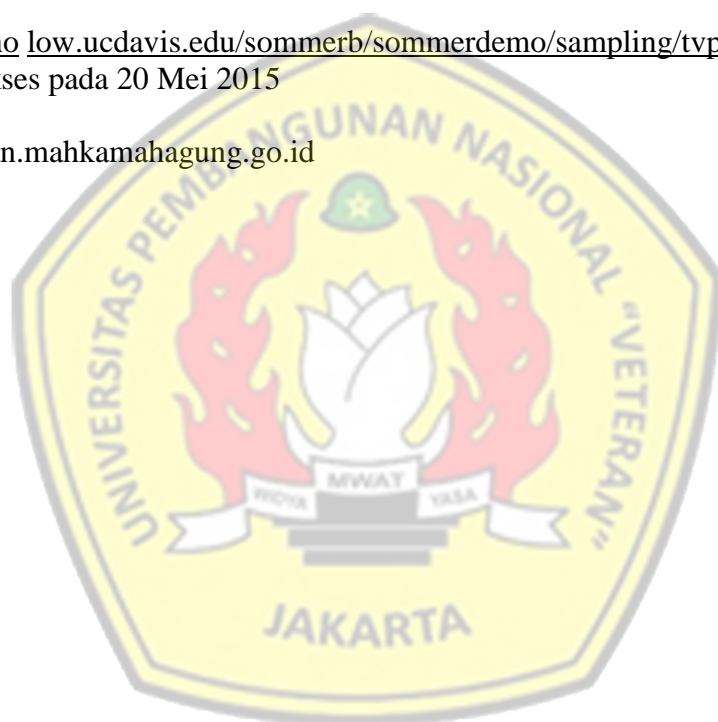 no low.ucdavis.edu/sommerb/sommerdemo/sampling/tvp
ses pada 20 Mei 2015
n.mahkamahagung.go.id
UNIVERSITAS PEMBANGUNAN NASIONAL "VETERAN"
WIDYA MWAT YASA
JAKARTA